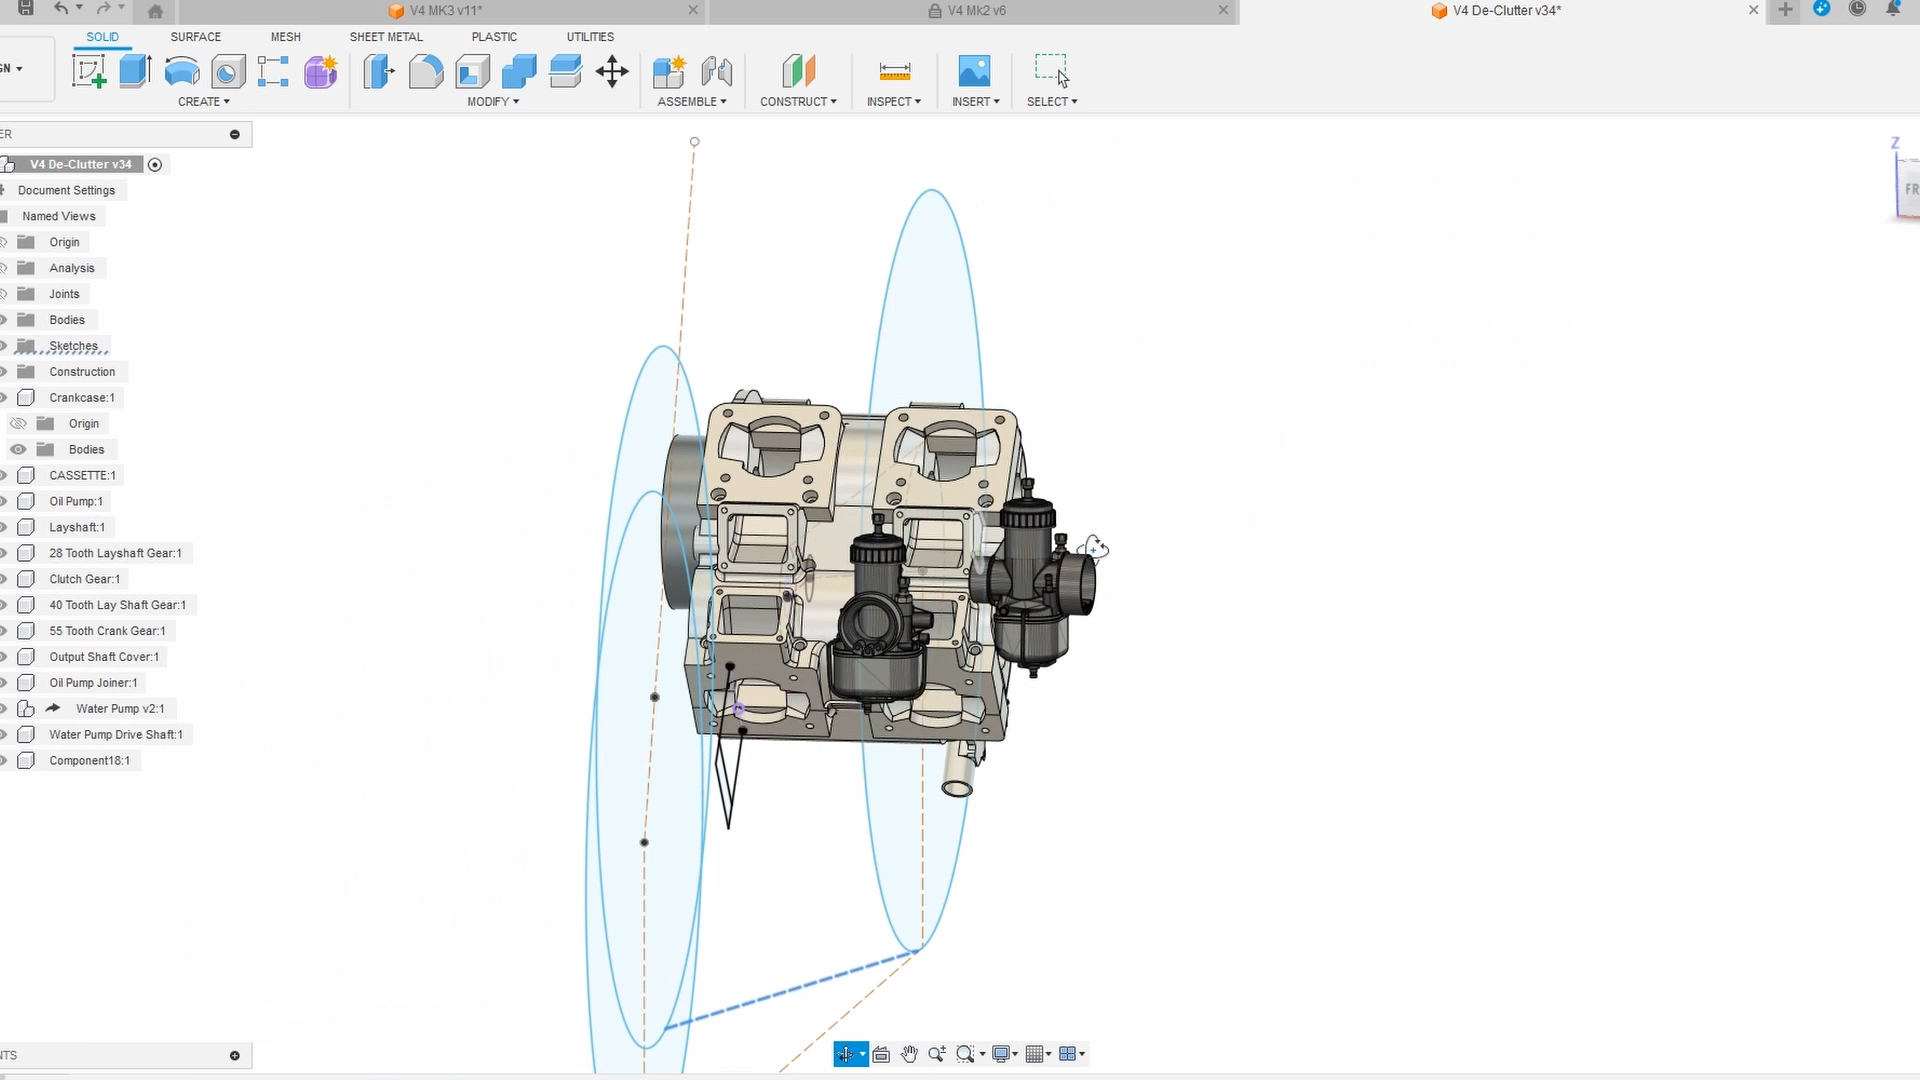 V4 MK3 v11*
V4 Mk2 v6
V4 De-Clutter v34*
SOLID
SURFACE
MESH
SHEET METAL
PLASTIC
UTILITIES
GN
CREATE
MODIFY
ASSEMBLE
CONSTRUCT
INSPECT
INSERT
SELECT
ER
V4 De-Clutter v34
Document Settings
Named Views
Origin
Analysis
Joints
Bodies
Sketches
Construction
Crankcase:1
Origin
Bodies
CASSETTE:1
Oil Pump:1
Layshaft:1
28 Tooth Layshaft Gear:1
Clutch Gear:1
40 Tooth Lay Shaft Gear:1
55 Tooth Crank Gear:1
Output Shaft Cover:1
Oil Pump Joiner:1
Water Pump v2:1
Water Pump Drive Shaft:1
Component18:1
NTS
Z
FR